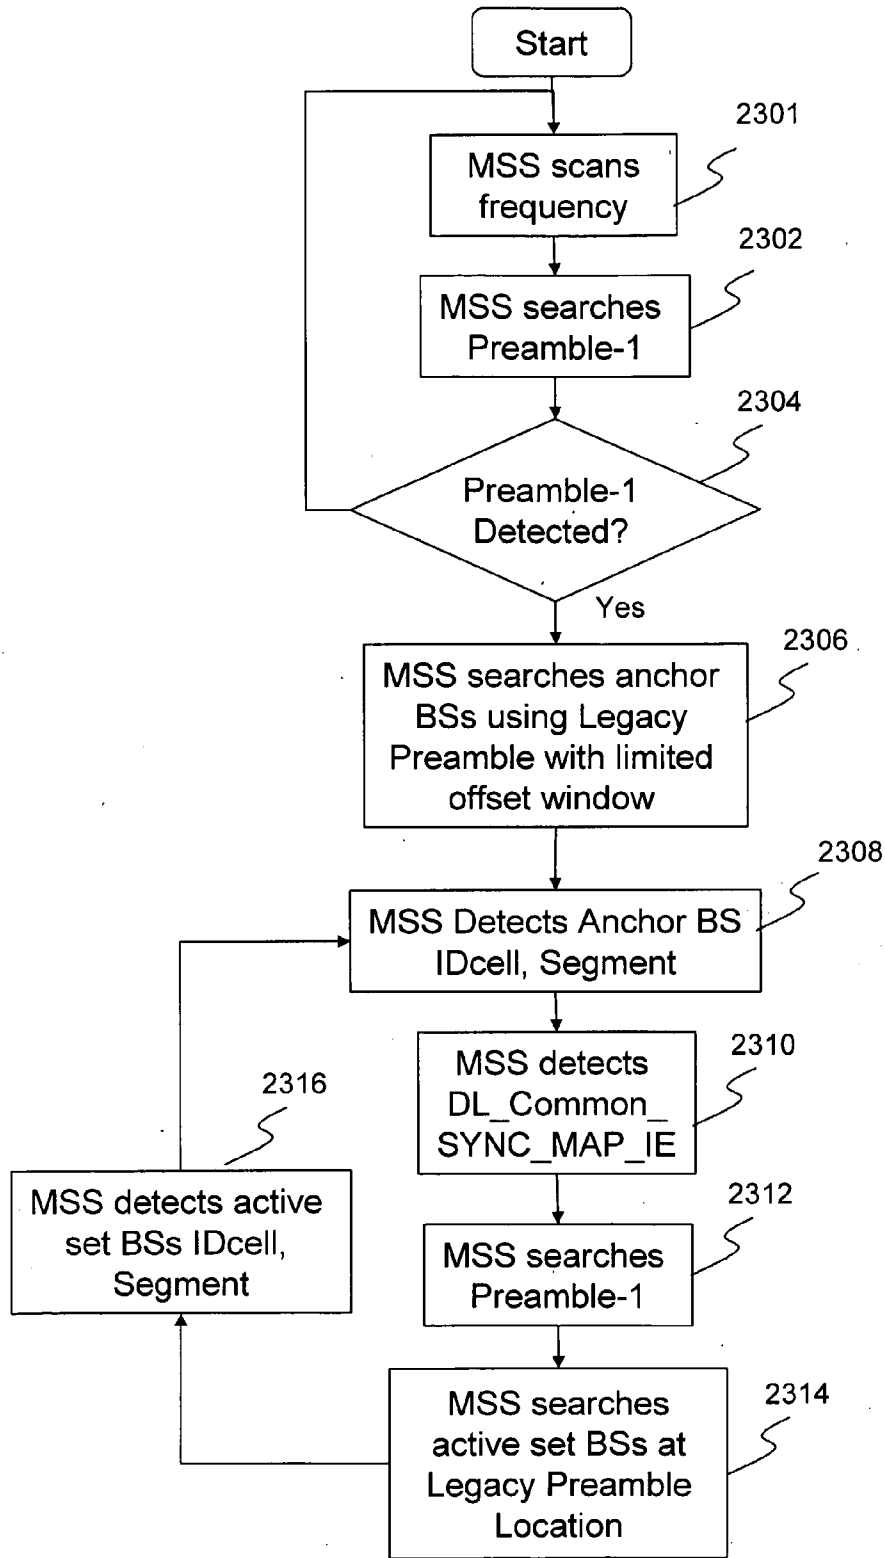 Start
2301
MSS scans
frequency
2302
MSS searches
Preamble-1
2304
Preamble-1
Detected?
Yes
2306
MSS searches anchor
BSs using Legacy
Preamble with limited
offset window
2308
MSS Detects Anchor BS
IDcell, Segment
2310
MSS detects
DL_Common_
SYNC_MAP_IE
2316
MSS detects active
set BSs IDcell,
Segment
2312
MSS searches
Preamble-1
2314
MSS searches
active set BSs at
Legacy Preamble
Location